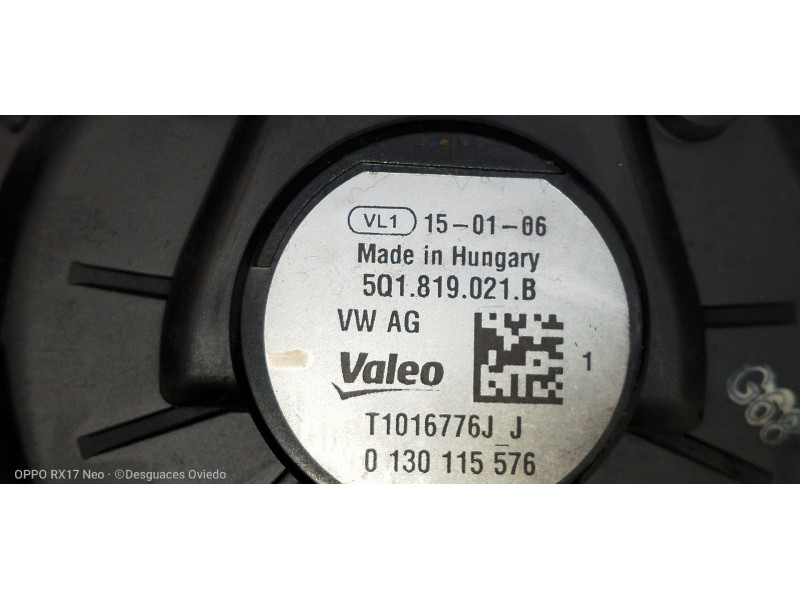 VL1 15-01-06
Made in Hungary
5Q1.819.021.B
VW AG
Valeo
1
T1016776J_J
0 130 115 576
OPPO RX17 Neo · ©Desguaces Oviedo